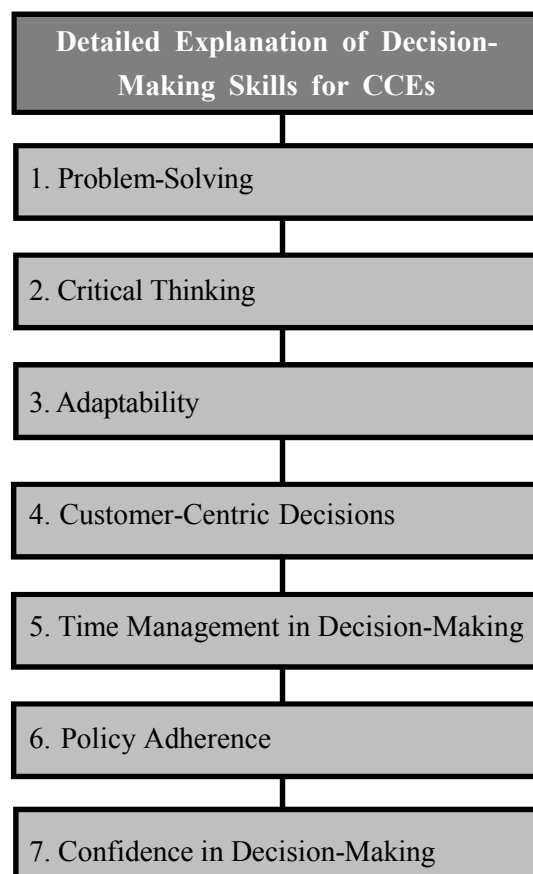 Detailed Explanation of Decision-
Making Skills for CCEs
1. Problem-Solving
2. Critical Thinking
3. Adaptability
4. Customer-Centric Decisions
5. Time Management in Decision-Making
6. Policy Adherence
7. Confidence in Decision-Making